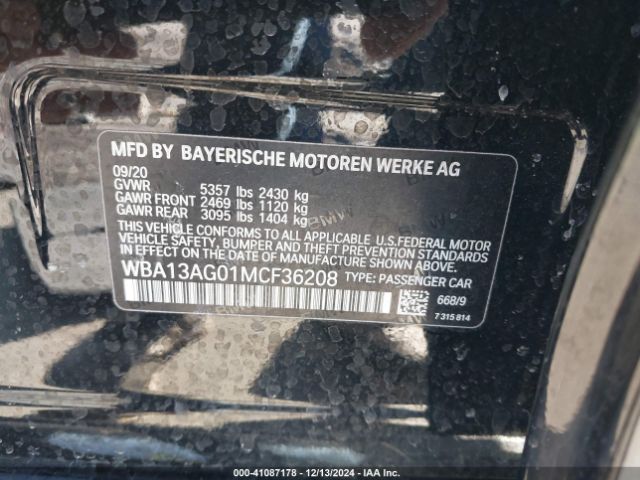 MFD BY BAYERISCHE MOTOREN WERKE AG
09/20
GVWR 5357 lbs 2430 kg
GAWR FRONT 2469 lbs 1120 kg
GAWR REAR 3095 lbs 1404 kg
THIS VEHICLE CONFORMS TO ALL APPLICABLE U.S.FEDERAL MOTOR
VEHICLE SAFETY, BUMPER AND THEFT PREVENTION STANDARDS
IN EFFECT ON DATE OF MANUFACTURE SHOWN ABOVE.
WBA13AG01MCF36208 TYPE: PASSENGER CAR
668/9
7 315 814
000-41087178 - 12/13/2024 - IAA Inc.